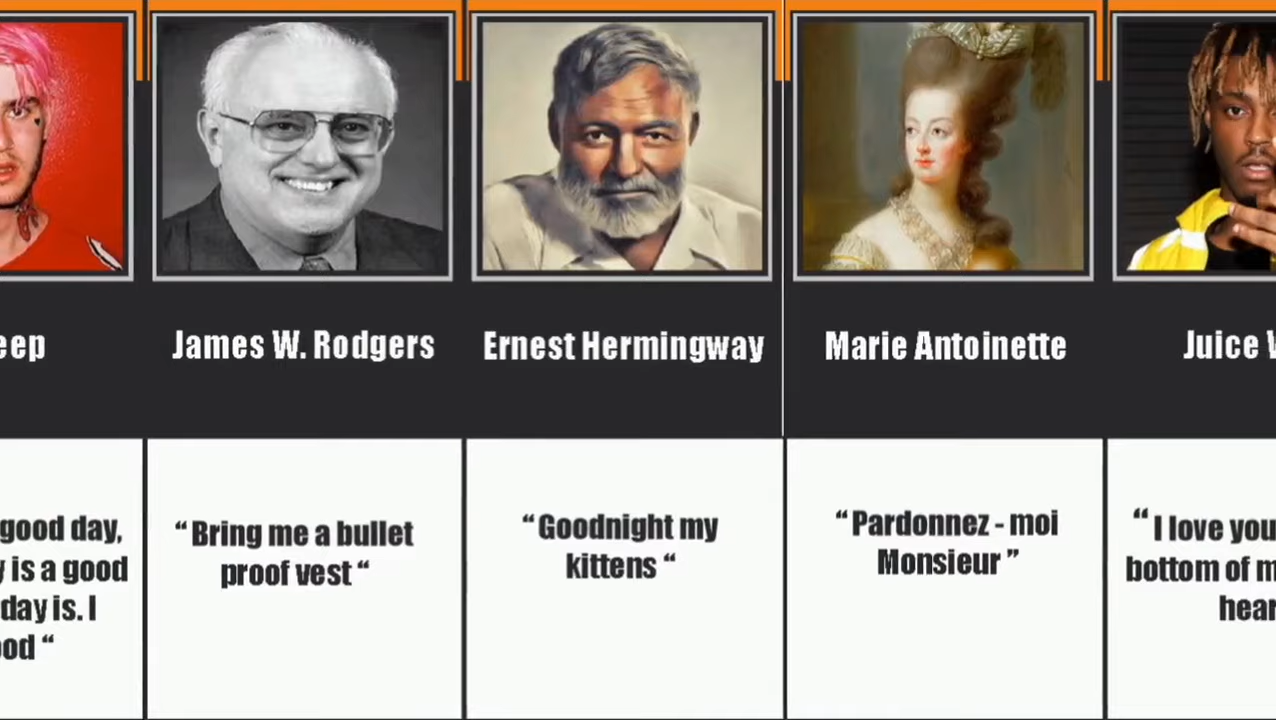 eep
James W. Rodgers
Ernest Hermingway
Marie Antoinette
Juice W
good day,
y is a good
day is. I
ood “
“ Bring me a bullet
proof vest “
“ Goodnight my
kittens “
“ Pardonnez - moi
Monsieur ”
“ I love you
bottom of m
hear